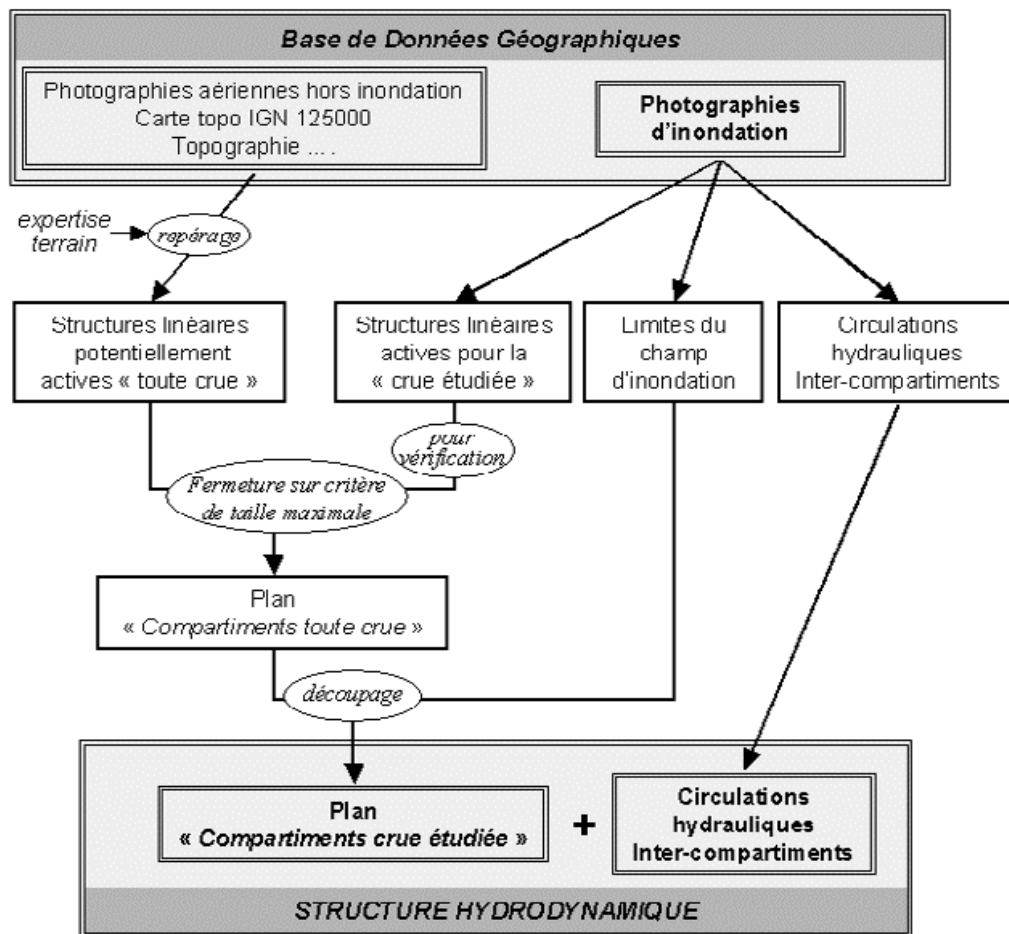 Base de Données Géographiques
Photographies aériennes hors inondation
Carte topo IGN 125000
Topographie ... .
Photographies
d'inondation
expertise
terrain
repérage
Structures linéaires
potentiellement
actives « toute crue »
Structures linéaires
actives pour la
« crue étudiée »
Limites du
champ
d'inondation
Circulations
hydrauliques
Inter-compartiments
pour
vérification
Fermeture sur critère
de taille maximale
Plan
« Compartiments toute crue »
découpage
Plan
« Compartiments crue étudiée »
+
Circulations
hydrauliques
Inter-compartiments
STRUCTURE HYDRODYNAMIQUE